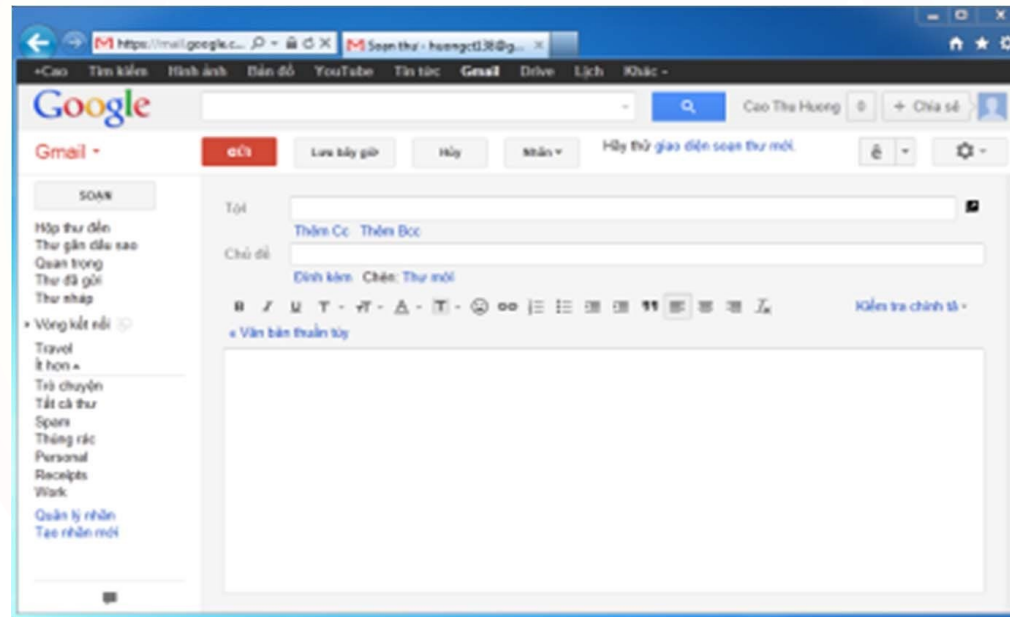 https://mail.google.c...
Soạn thư - huongct138@g...
+Cao Tìm kiếm Hình ảnh Bản đồ YouTube Tin tức Gmail Drive Lịch Khác
Google
Cao Thu Huong 0 + Chia sẻ
Gmail
GỬI Lưu bây giờ Hủy Nhãn Hãy thử giao diện soạn thư mới.
SOẠN
Tới
Thêm Cc Thêm Bcc
Chủ đề
Đính kèm Chèn: Thư mời
B I U T Kiểm tra chính tả
« Văn bản thuần túy
Hộp thư đến
Thư gắn dấu sao
Quan trọng
Thư đã gửi
Thư nháp
Vòng kết nối
Travel
Ít hơn
Trò chuyện
Tất cả thư
Spam
Thùng rác
Personal
Receipts
Work
Quản lý nhãn
Tạo nhãn mới